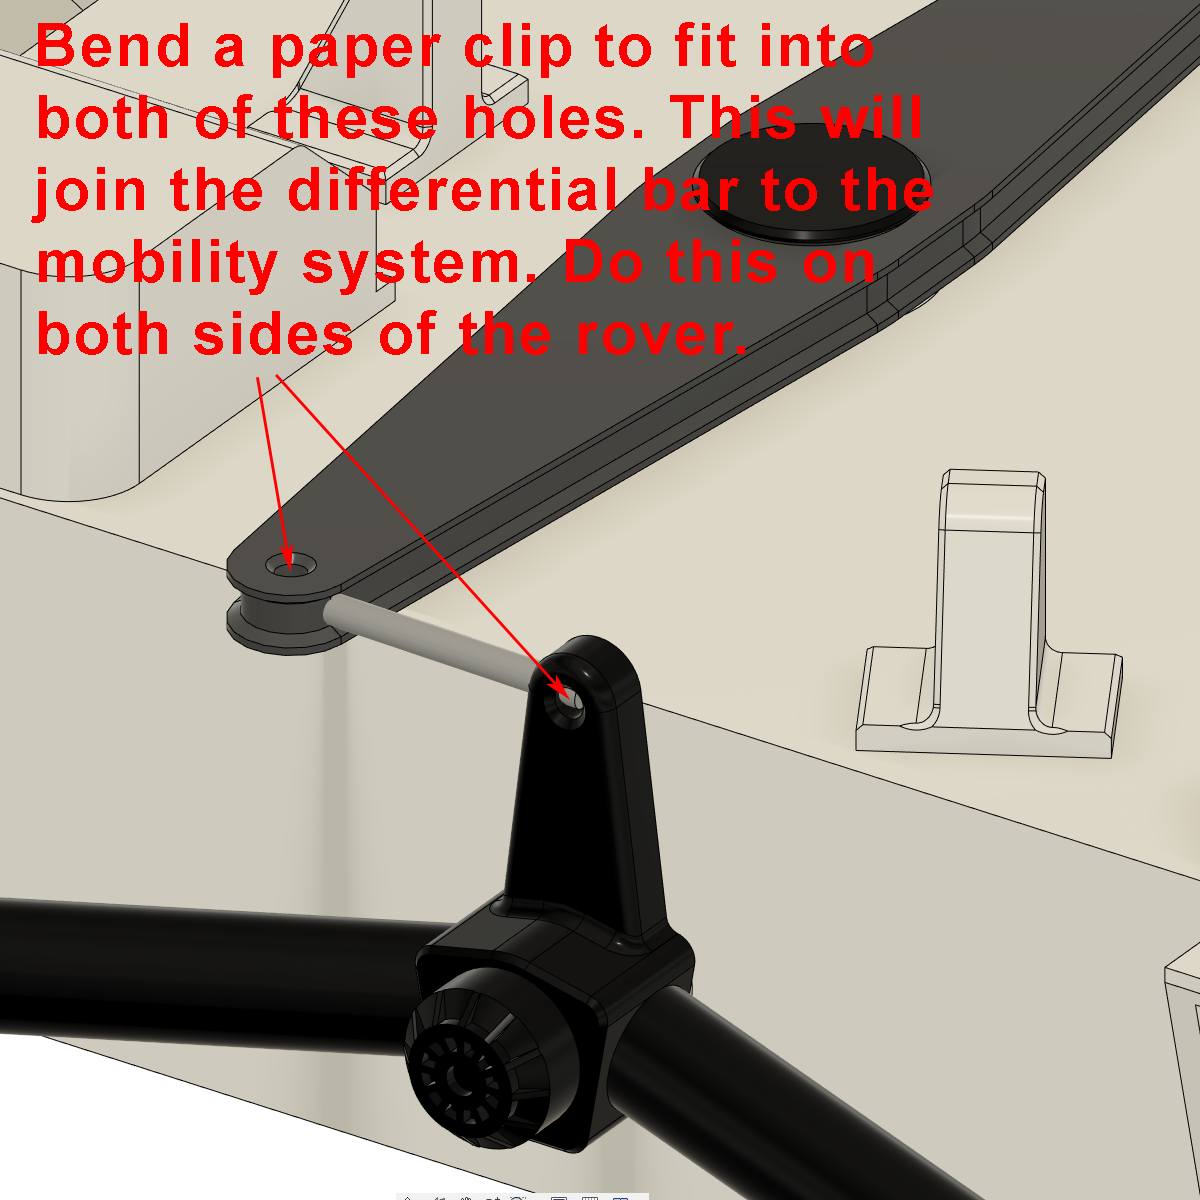 Bend a paper clip to fit into
both of these holes. This will
join the differential bar to the
mobility system. Do this on
both sides of the rover.